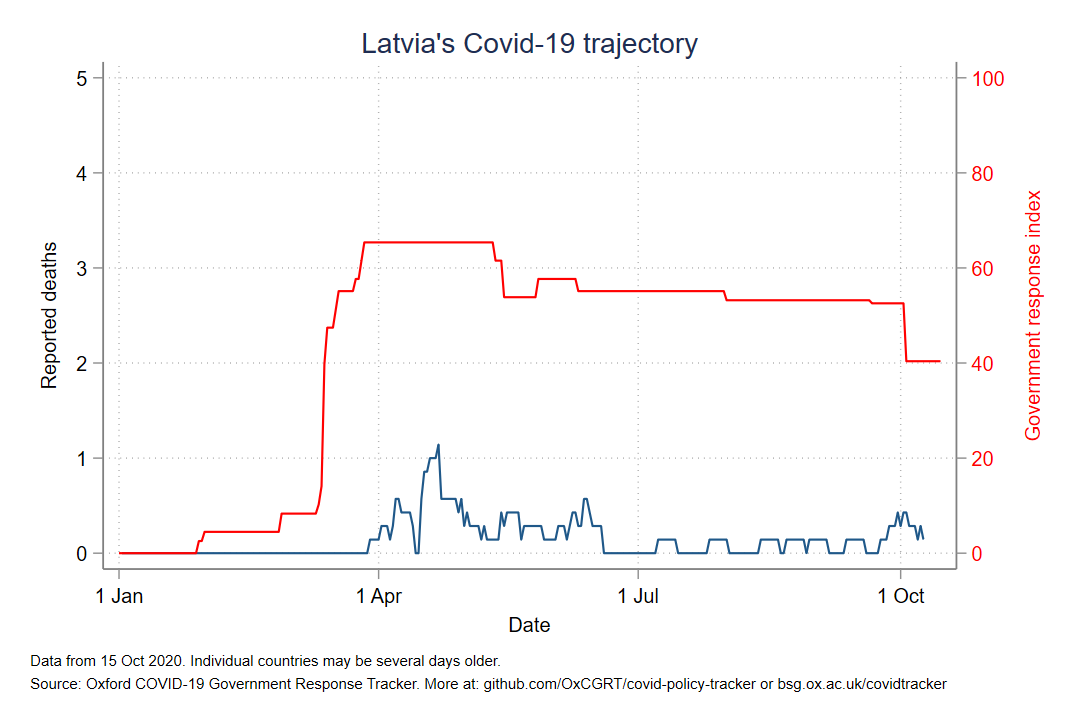 Latvia's Covid-19 trajectory
5
4
3
2
1
0
Reported deaths
100
80
60
40
20
0
Government response index
1 Jan
1 Apr
1 Jul
1 Oct
Date
Data from 15 Oct 2020. Individual countries may be several days older.
Source: Oxford COVID-19 Government Response Tracker. More at: github.com/OxCGRT/covid-policy-tracker or bsg.ox.ac.uk/covidtracker